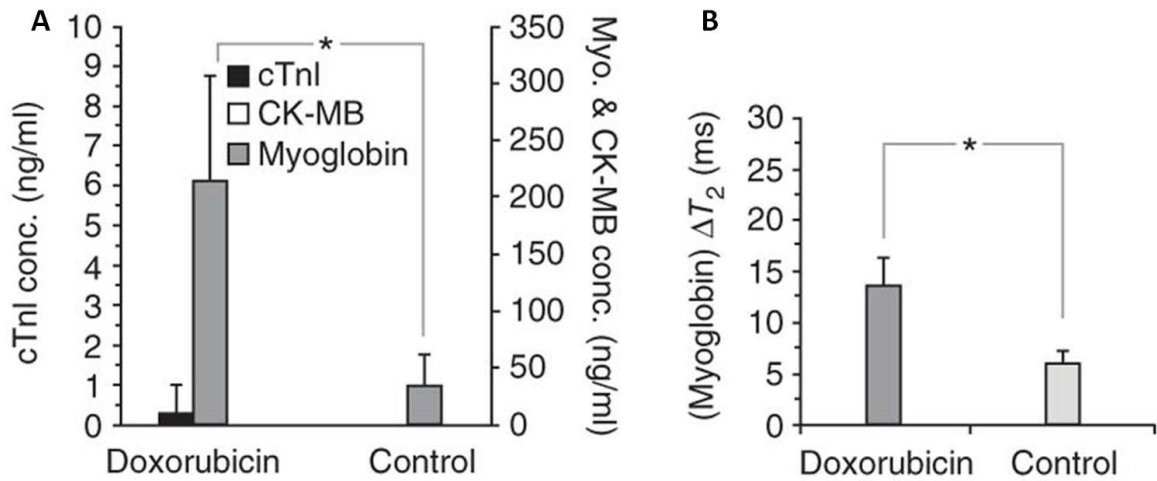 A
cTnI conc. (ng/ml)
10
9
8
7
6
5
4
3
2
1
0
*
cTnI
CK-MB
Myoglobin
350
300
250
200
150
100
50
0
Myo. & CK-MB conc. (ng/ml)
Doxorubicin
Control
B
(Myoglobin) ΔT₂ (ms)
30
25
20
15
10
5
0
*
Doxorubicin
Control